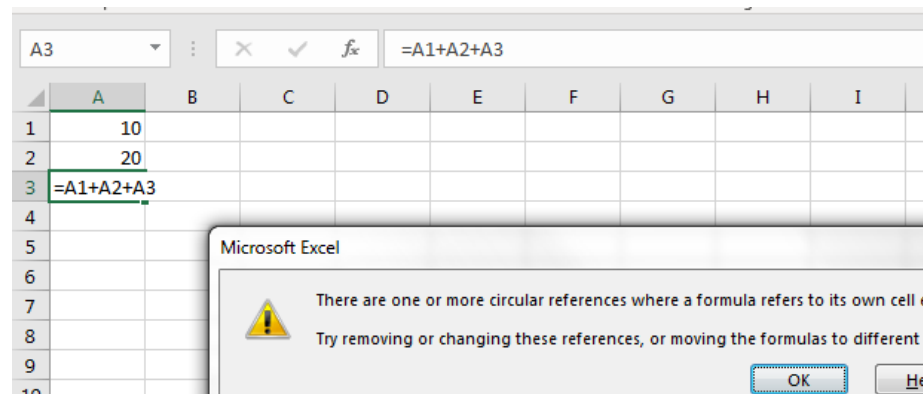 A3 fx =A1+A2+A3
A B C D E F G H I
1 10
2 20
3 =A1+A2+A3
4
5
Microsoft Excel
6
7 There are one or more circular references where a formula refers to its own cell
8 Try removing or changing these references, or moving the formulas to different
9
OK He
10